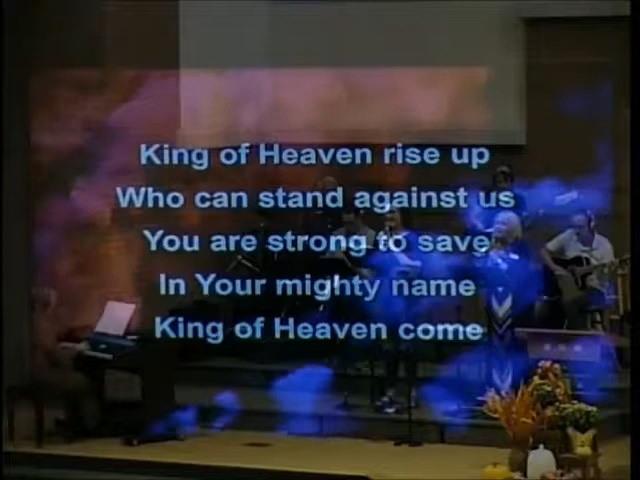 King of Heaven rise up
Who can stand against us
You are strong to save
In Your mighty name
King of Heaven come